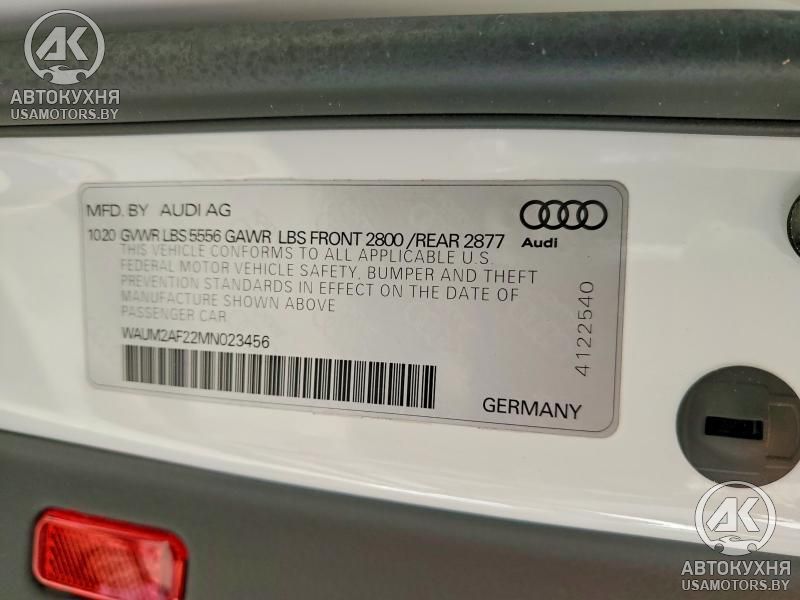 AK
АВТОКУХНЯ
USAMOTORS.BY
MFD. BY AUDI AG
Audi
10 20 GVWR LBS 5556 GAWR LBS FRONT 2800 /REAR 2877
THIS VEHICLE CONFORMS TO ALL APPLICABLE U.S.
FEDERAL MOTOR VEHICLE SAFETY, BUMPER AND THEFT
PREVENTION STANDARDS IN EFFECT ON THE DATE OF
MANUFACTURE SHOWN ABOVE
PASSENGER CAR
WAUM2AF22MN023456
4122540
GERMANY
AK
АВТОКУХНЯ
USAMOTORS.BY